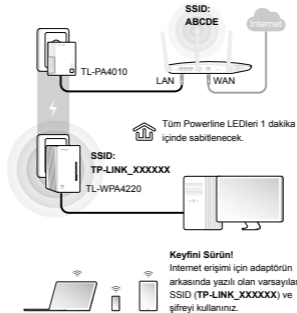 SSID:
ABCDE
Internet
TL-PA4010
LAN
WAN
Tüm Powerline LEDleri 1 dakika
içinde sabitlenecek.
SSID:
TP-LINK_XXXXXX
TL-WPA4220
Keyfini Sürün!
Internet erişimi için adaptörün
arkasında yazılı olan varsayılan
SSID (TP-LINK_XXXXXX) ve
şifreyi kullanınız.